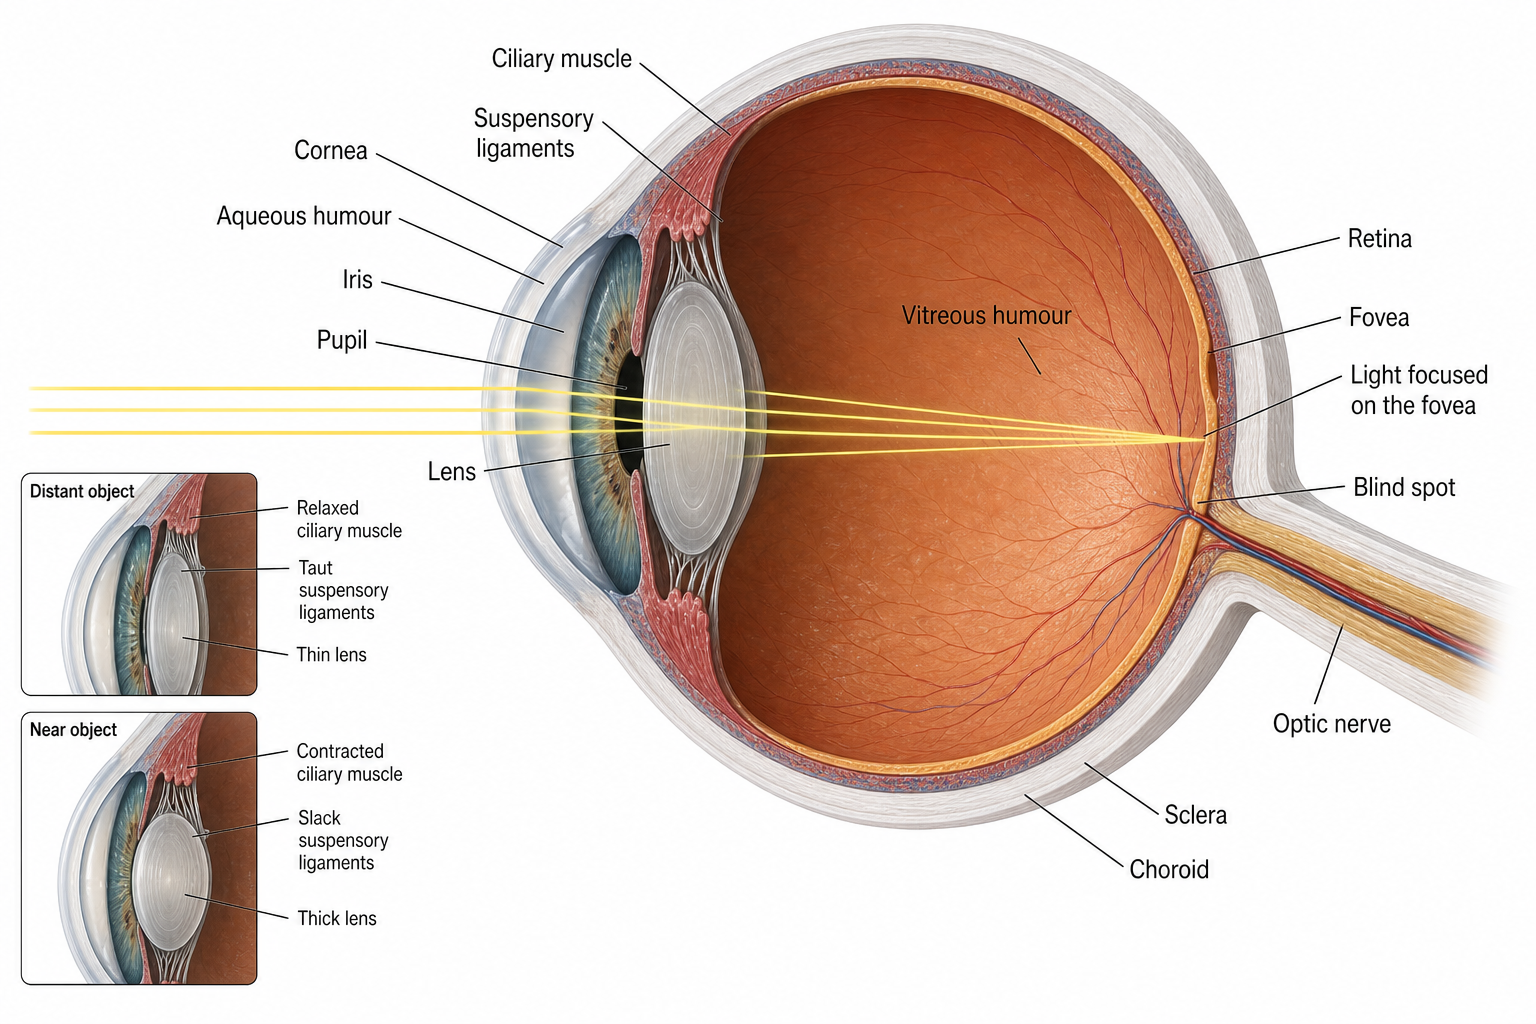 Ciliary muscle
Suspensory
ligaments
Cornea
Aqueous humour
Iris
Pupil
Lens
Vitreous humour
Retina
Fovea
Light focused
on the fovea
Blind spot
Optic nerve
Sclera
Choroid
Distant object
Relaxed
ciliary muscle
Taut
suspensory
ligaments
Thin lens
Near object
Contracted
ciliary muscle
Slack
suspensory
ligaments
Thick lens